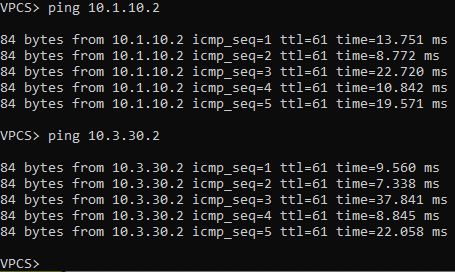 VPCS> ping 10.1.10.2
84 bytes from 10.1.10.2 icmp_seq=1 ttl=61 time=13.751 ms
84 bytes from 10.1.10.2 icmp_seq=2 ttl=61 time=8.772 ms
84 bytes from 10.1.10.2 icmp_seq=3 ttl=61 time=22.720 ms
84 bytes from 10.1.10.2 icmp_seq=4 ttl=61 time=10.842 ms
84 bytes from 10.1.10.2 icmp_seq=5 ttl=61 time=19.571 ms
VPCS> ping 10.3.30.2
84 bytes from 10.3.30.2 icmp_seq=1 ttl=61 time=9.560 ms
84 bytes from 10.3.30.2 icmp_seq=2 ttl=61 time=7.338 ms
84 bytes from 10.3.30.2 icmp_seq=3 ttl=61 time=37.841 ms
84 bytes from 10.3.30.2 icmp_seq=4 ttl=61 time=8.845 ms
84 bytes from 10.3.30.2 icmp_seq=5 ttl=61 time=22.058 ms
VPCS>